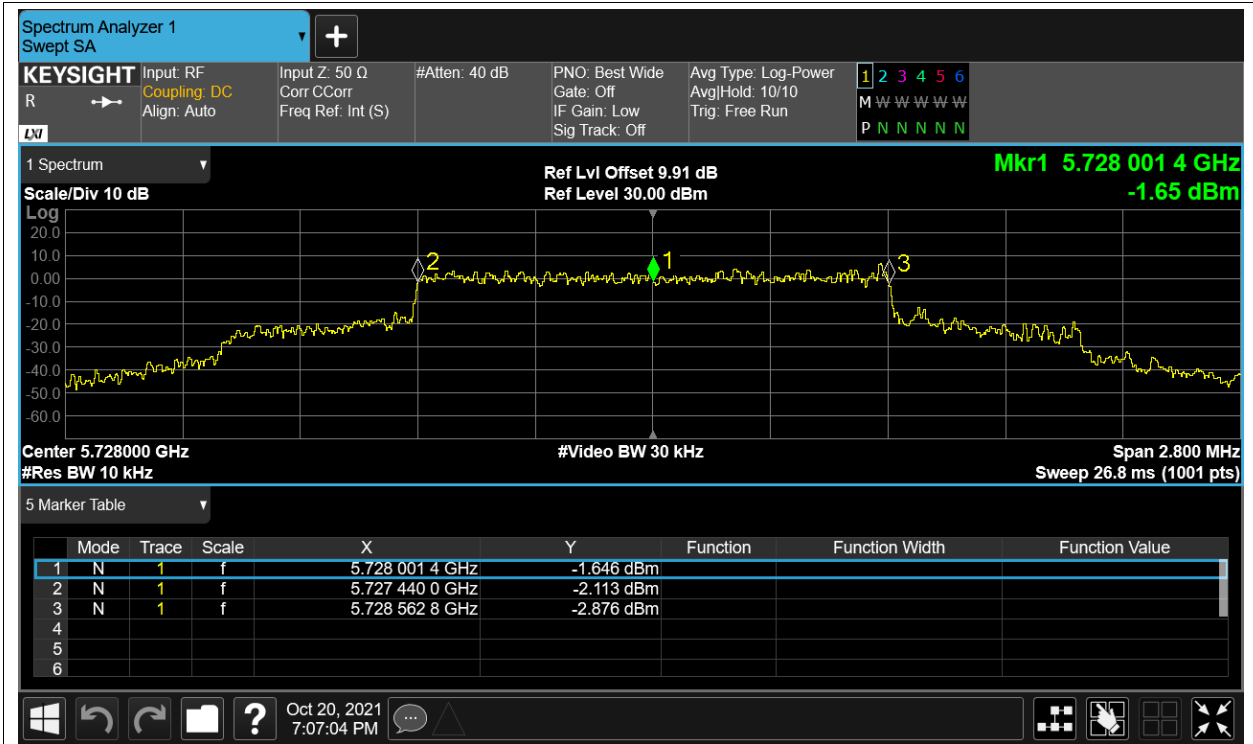 Spectrum Analyzer 1
Swept SA
KEYSIGHT
R
LXI
Input: RF
Coupling: DC
Align: Auto
Input Z: 50 Ω
Corr CCorr
Freq Ref: Int (S)
#Atten: 40 dB
PNO: Best Wide
Gate: Off
IF Gain: Low
Sig Track: Off
Avg Type: Log-Power
Avg|Hold: 10/10
Trig: Free Run
1 2 3 4 5 6
M W W W W W
P N N N N N
1 Spectrum
Scale/Div 10 dB
Ref Lvl Offset 9.91 dB
Ref Level 30.00 dBm
Mkr1 5.728 001 4 GHz
-1.65 dBm
Log
20.0
10.0
0.00
-10.0
-20.0
-30.0
-40.0
-50.0
-60.0
2
1
3
Center 5.728000 GHz
#Video BW 30 kHz
Span 2.800 MHz
#Res BW 10 kHz
Sweep 26.8 ms (1001 pts)
5 Marker Table
Mode Trace Scale X Y Function Function Width Function Value
1 N 1 f 5.728 001 4 GHz -1.646 dBm
2 N 1 f 5.727 440 0 GHz -2.113 dBm
3 N 1 f 5.728 562 8 GHz -2.876 dBm
4
5
6
?
Oct 20, 2021
7:07:04 PM